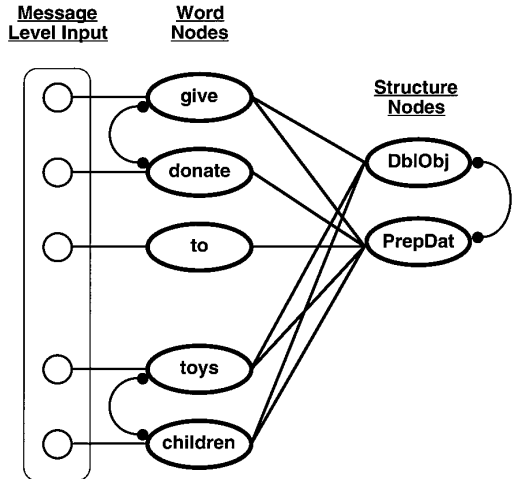 Message
Level Input
Word
Nodes
Structure
Nodes
give
donate
to
toys
children
DblObj
PrepDat